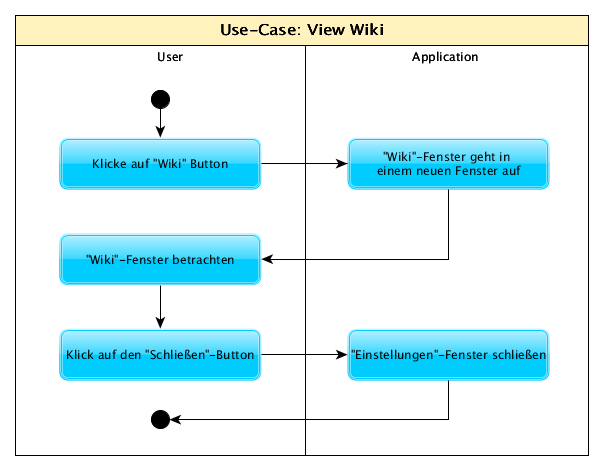 Use-Case: View Wiki
User
Application
Klicke auf "Wiki" Button
"Wiki"-Fenster geht in
einem neuen Fenster auf
"Wiki"-Fenster betrachten
Klick auf den "Schließen"-Button
"Einstellungen"-Fenster schließen